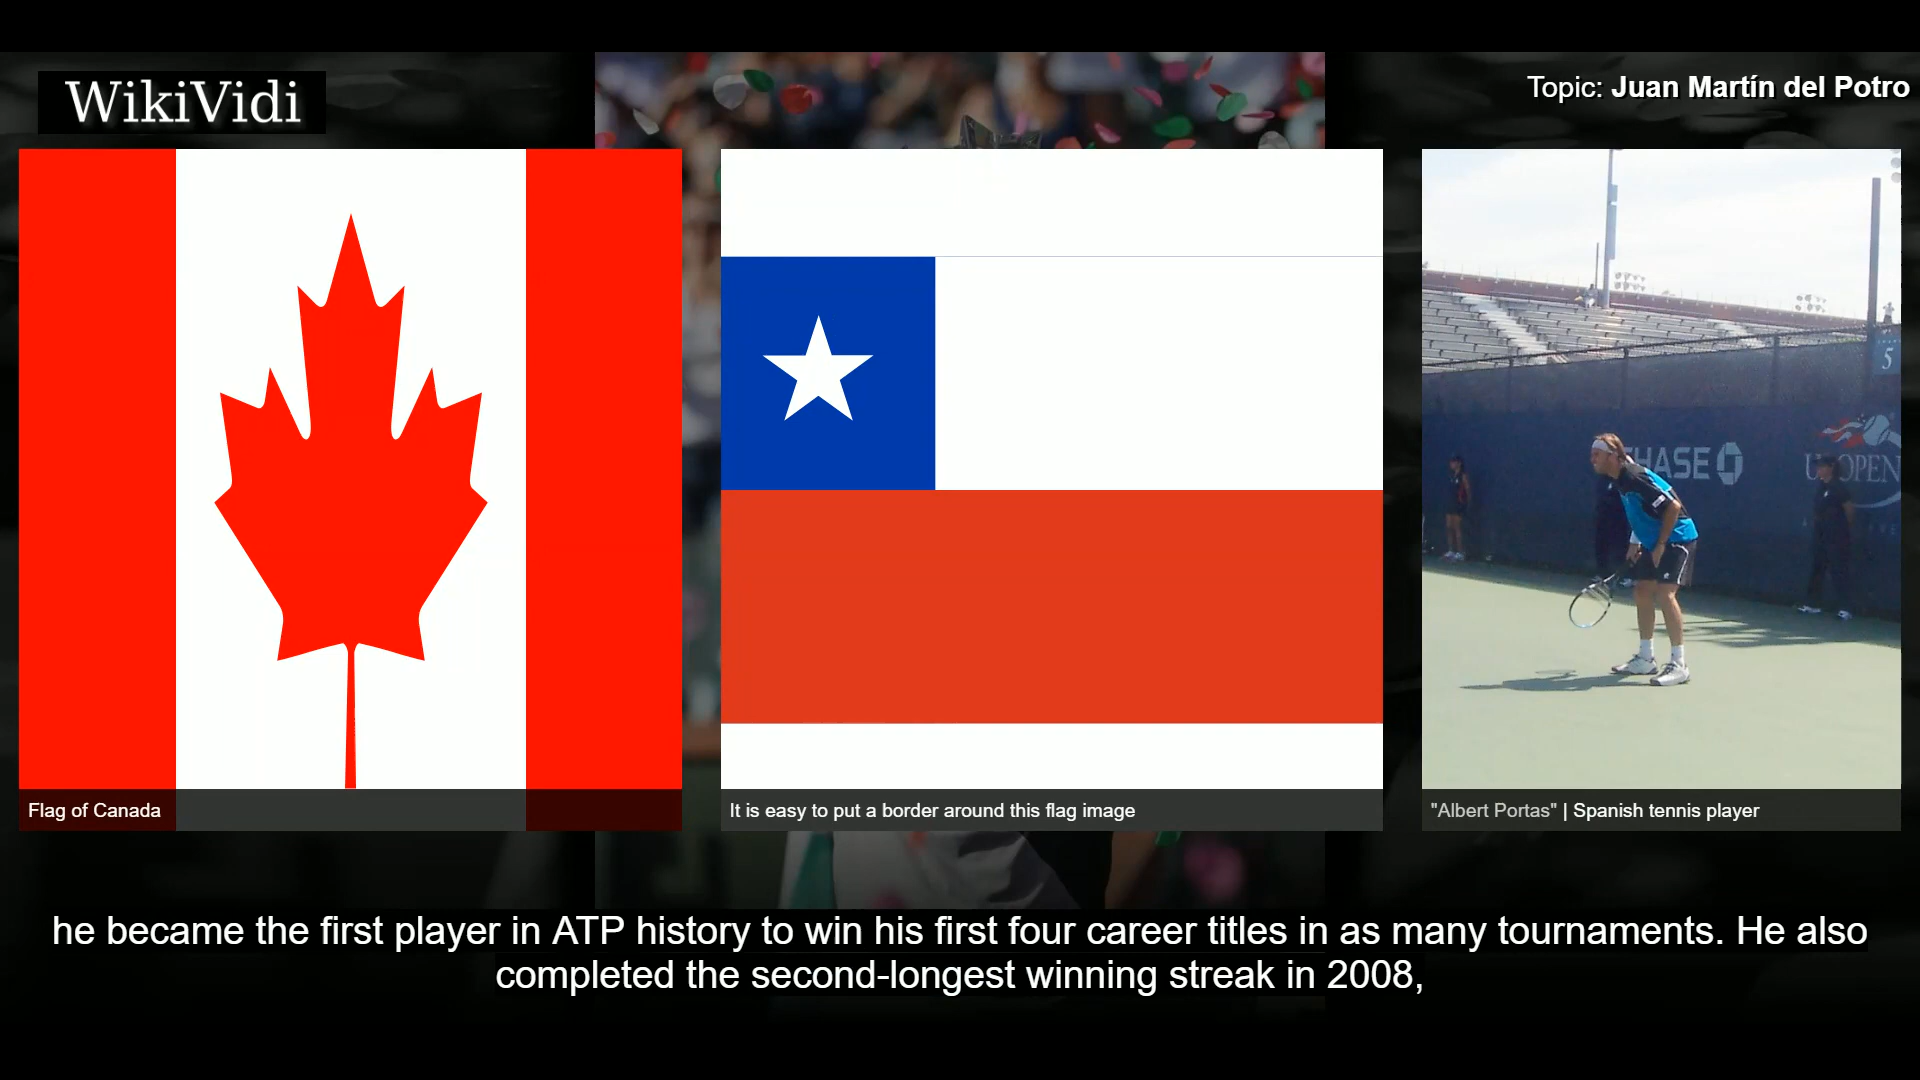 WikiVidi
Topic: Juan Martín del Potro
CHASE
5
Flag of Canada
It is easy to put a border around this flag image
"Albert Portas" | Spanish tennis player
he became the first player in ATP history to win his first four career titles in as many tournaments. He also
completed the second-longest winning streak in 2008,